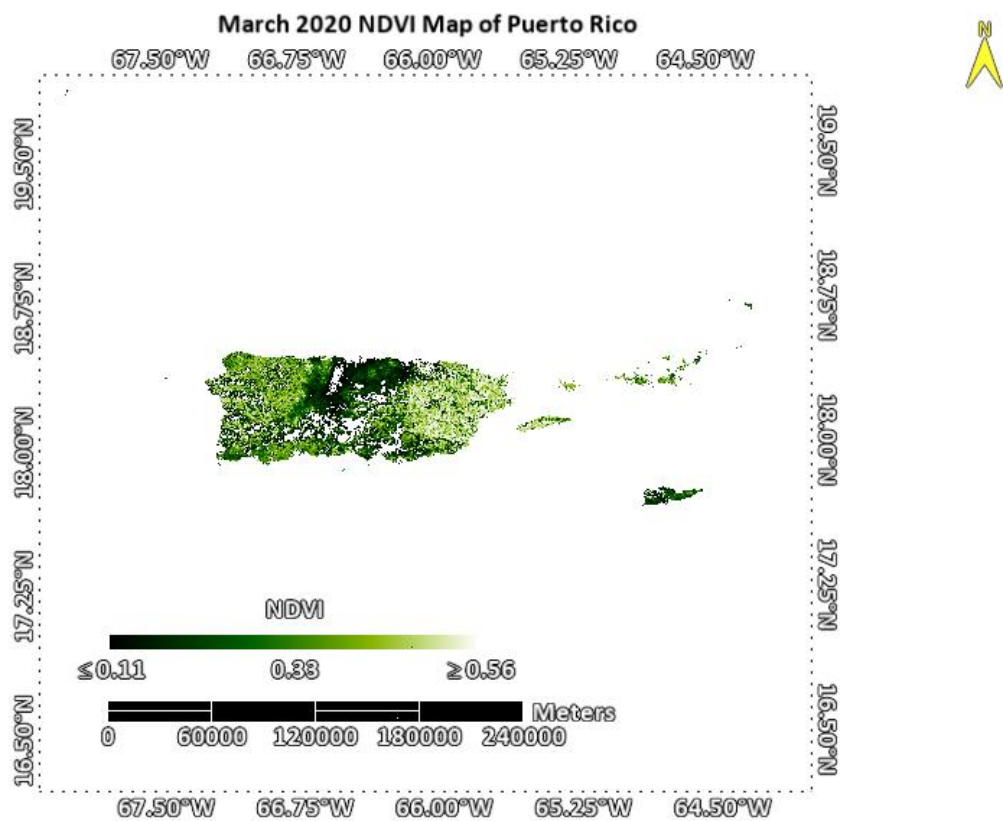 March 2020 NDVI Map of Puerto Rico
N
67.50°W 66.75°W 66.00°W 65.25°W 64.50°W
19.50°N
18.75°N
18.00°N
17.25°N
16.50°N
19.50°N
18.75°N
18.00°N
17.25°N
16.50°N
NDVI
≤0.11 0.33 ≥0.56
Meters
0 60000 120000 180000 240000
67.50°W 66.75°W 66.00°W 65.25°W 64.50°W